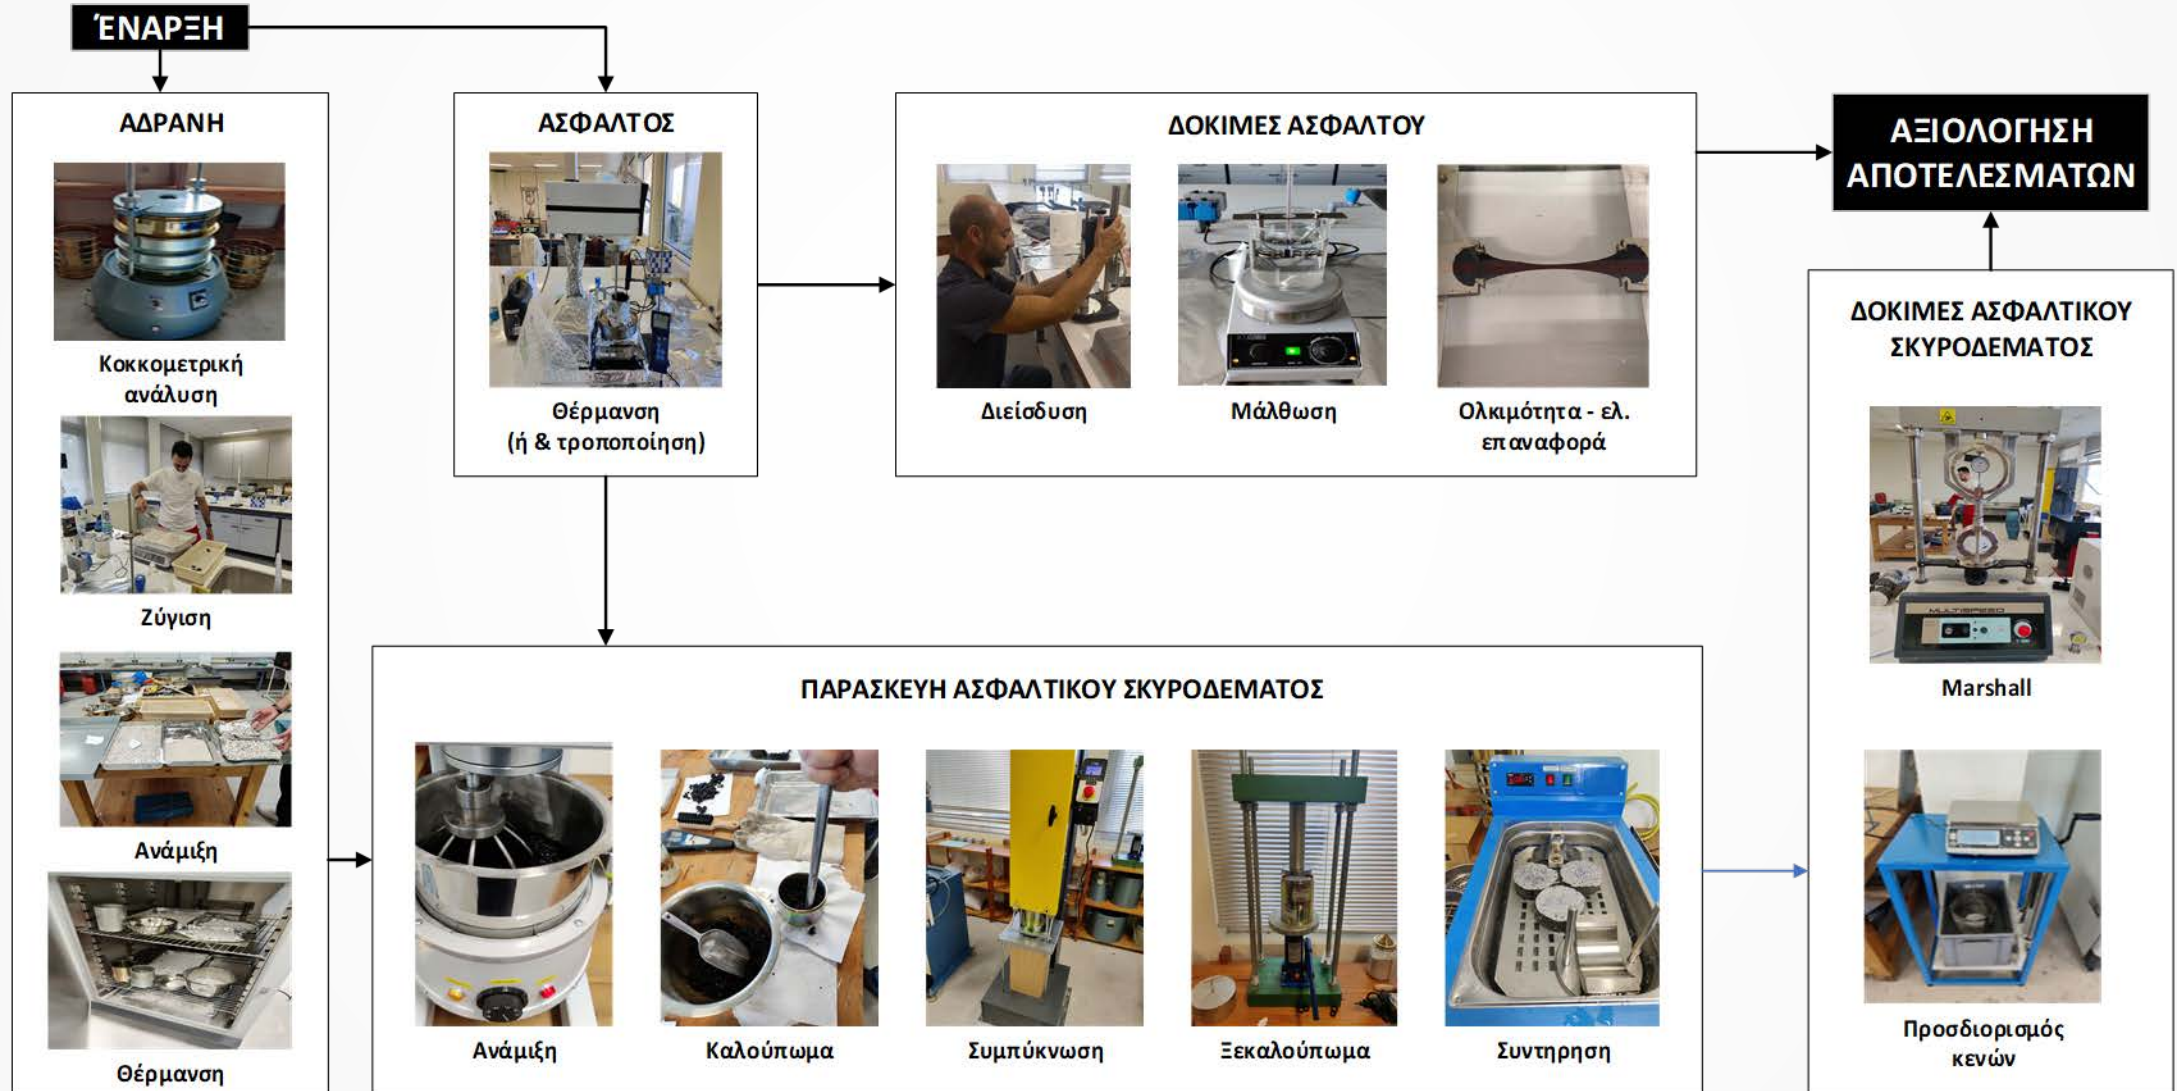 ΈΝΑΡΞΗ
ΑΔΡΑΝΗ
Κοκκομετρική
ανάλυση
Ζύγιση
Ανάμιξη
Θέρμανση
ΑΣΦΑΛΤΟΣ
Θέρμανση
(ή & τροποποίηση)
ΔΟΚΙΜΕΣ ΑΣΦΑΛΤΟΥ
Διείσδυση
Μάλθωση
Ολκιμότητα - ελ.
επαναφορά
ΠΑΡΑΣΚΕΥΗ ΑΣΦΑΛΤΙΚΟΥ ΣΚΥΡΟΔΕΜΑΤΟΣ
Ανάμιξη
Καλούπωμα
Συμπύκνωση
Ξεκαλούπωμα
Συντηρηση
ΔΟΚΙΜΕΣ ΑΣΦΑΛΤΙΚΟΥ
ΣΚΥΡΟΔΕΜΑΤΟΣ
MULTISPEED
Marshall
Προσδιορισμός
κενών
ΑΞΙΟΛΟΓΗΣΗ
ΑΠΟΤΕΛΕΣΜΑΤΩΝ